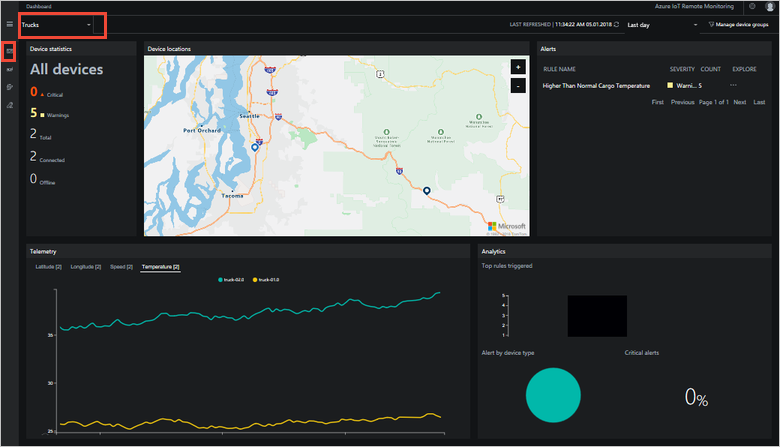 Dashboard
Azure IoT Remote Monitoring
Trucks
LAST REFRESHED | 11:34:22 AM 05.01.2018
Last day
Manage device groups
Device statistics
All devices
0 Critical
5 Warnings
2 Total
2 Connected
0 Offline
Device locations
+
-
Seattle
Port Orchard
Tacoma
Microsoft
Alerts
RULE NAME SEVERITY COUNT EXPLORE
Higher Than Normal Cargo Temperature Warni... 5 ...
First Previous Page 1 of 1 Next Last
Telemetry
Latitude [2] Longitude [2] Speed [2] Temperature [2]
truck-02.0 truck-01.0
35
30
25
Analytics
Top rules triggered
5
4
3
2
1
Alert by device type
Critical alerts
0%